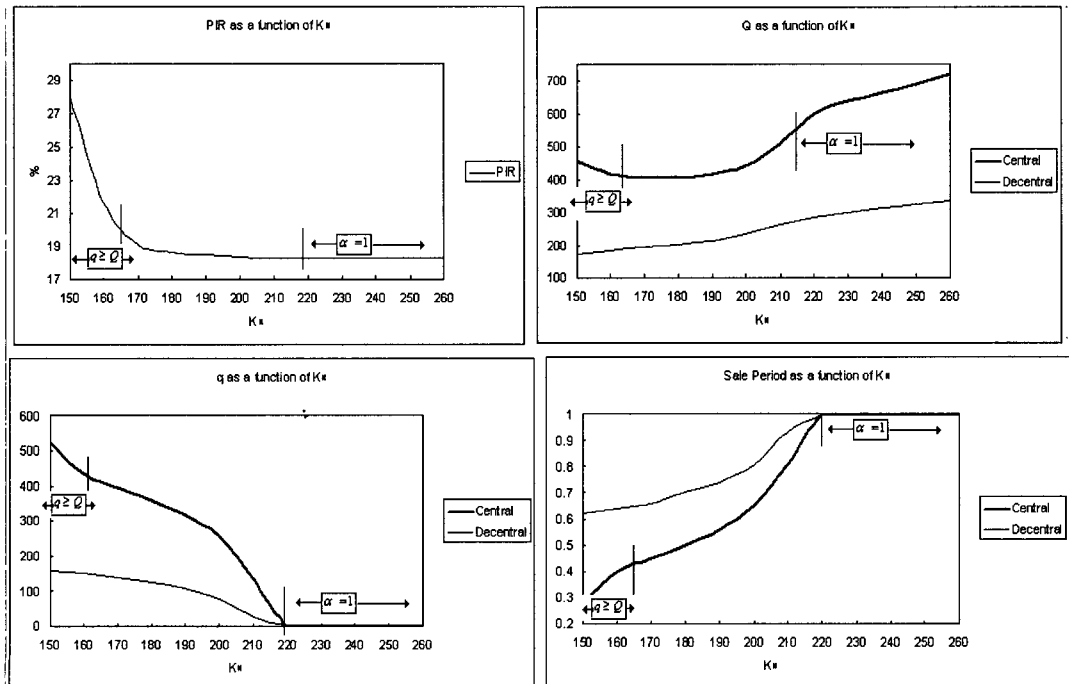 PIR as a function of K*
%
29
27
25
23
21
19
17
q ≥ Q
α = 1
PIR
150 160 170 180 190 200 210 220 230 240 250 260
K*
Q as a function of K*
700
600
500
400
300
200
100
q ≥ Q
α = 1
Central
Decentral
150 160 170 180 190 200 210 220 230 240 250 260
K*
q as a function of K*
600
500
400
300
200
100
0
q ≥ Q
α = 1
Central
Decentral
150 160 170 180 190 200 210 220 230 240 250 260
K*
Sale Period as a function of K*
1
0.9
0.8
0.7
0.6
0.5
0.4
0.3
0.2
q ≥ Q
α = 1
Central
Decentral
150 160 170 180 190 200 210 220 230 240 250 260
K*